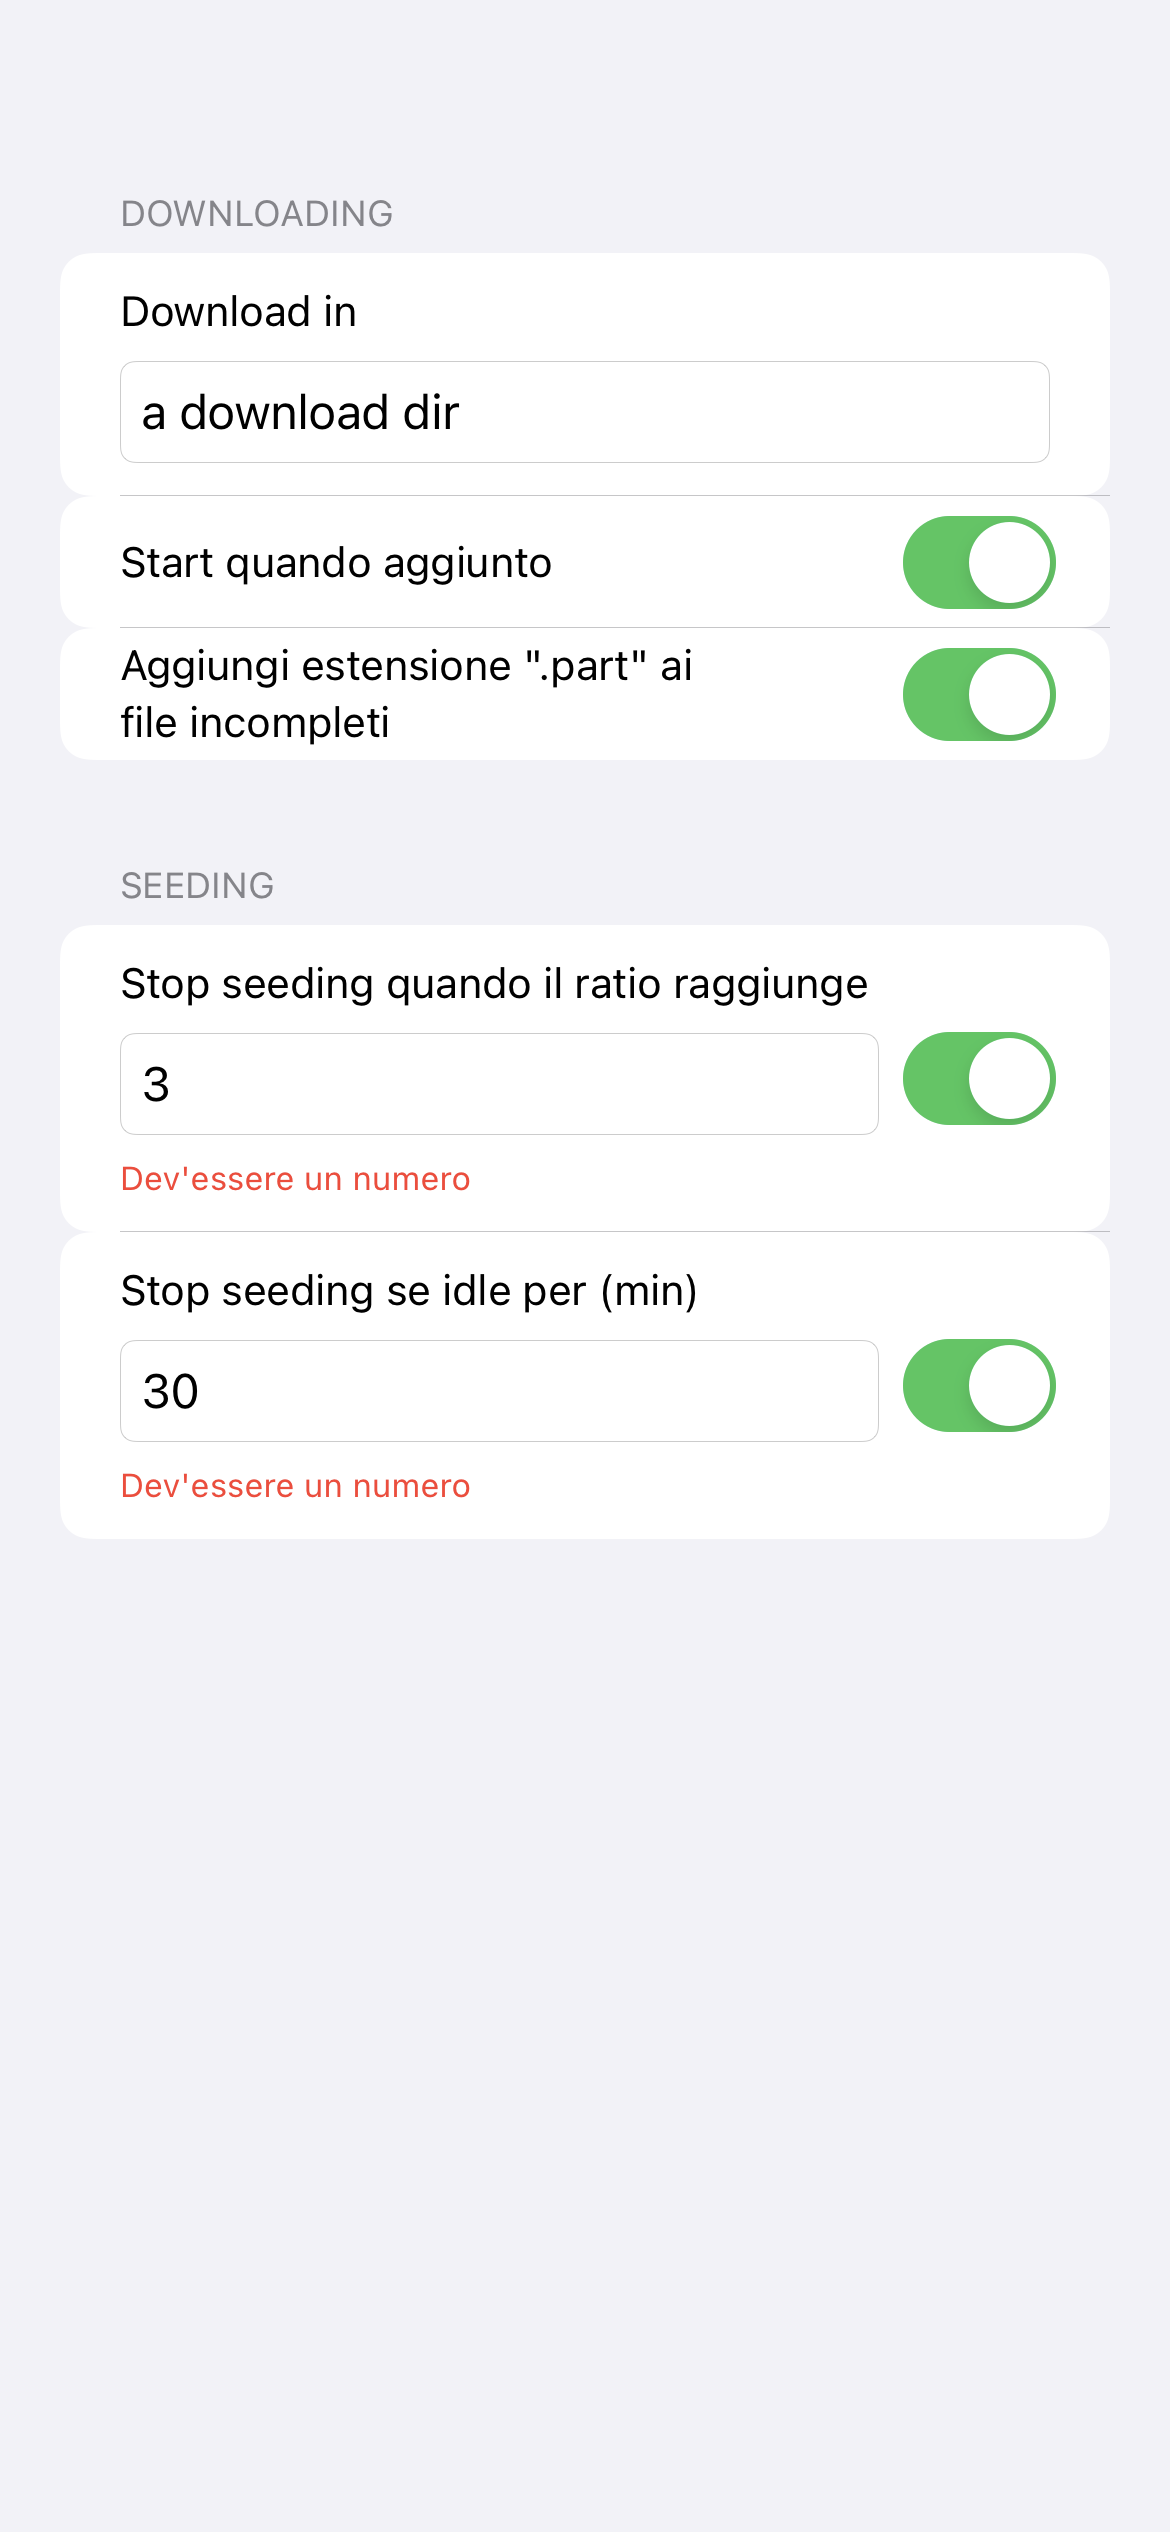 DOWNLOADING
Download in
a download dir
Start quando aggiunto
Aggiungi estensione ".part" ai
file incompleti
SEEDING
Stop seeding quando il ratio raggiunge
3
Dev'essere un numero
Stop seeding se idle per (min)
30
Dev'essere un numero